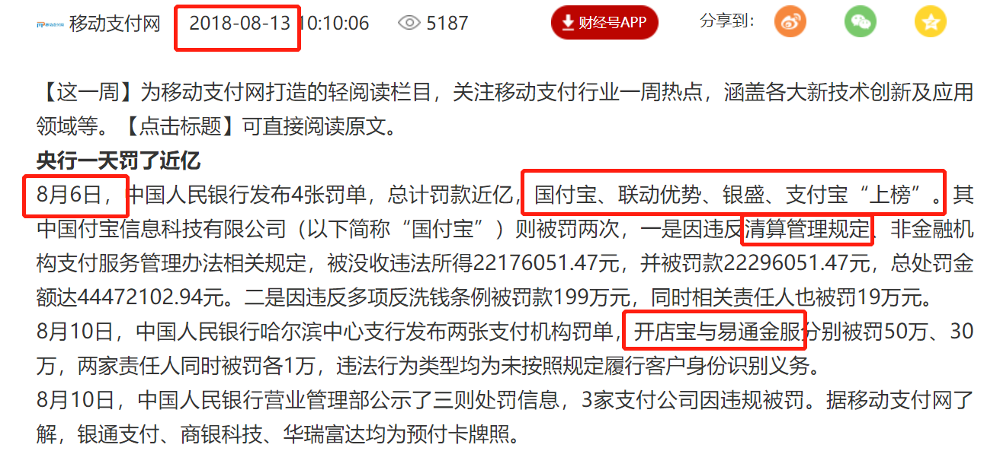 移动支付网 2018-08-13 10:10:06 5187 财经号APP 分享到:
【这一周】为移动支付网打造的轻阅读栏目，关注移动支付行业一周热点，涵盖各大新技术创新及应用
领域等。【点击标题】可直接阅读原文。
央行一天罚了近亿
8月6日，中国人民银行发布4张罚单，总计罚款近亿，国付宝、联动优势、银盛、支付宝“上榜”。其
中国付宝信息科技有限公司（以下简称“国付宝”）则被罚两次，一是因违反清算管理规定、非金融机
构支付服务管理办法相关规定，被没收违法所得22176051.47元，并被罚款22296051.47元，总处罚金
额达44472102.94元。二是因违反多项反洗钱条例被罚款199万元，同时相关责任人也被罚19万元。
8月10日，中国人民银行哈尔滨中心支行发布两张支付机构罚单，开店宝与易通金服分别被罚50万、30
万，两家责任人同时被罚各1万，违法行为类型均为未按照规定履行客户身份识别义务。
8月10日，中国人民银行营业管理部公示了三则处罚信息，3家支付公司因违规被罚。据移动支付网了
解，银通支付、商银科技、华瑞富达均为预付卡牌照。